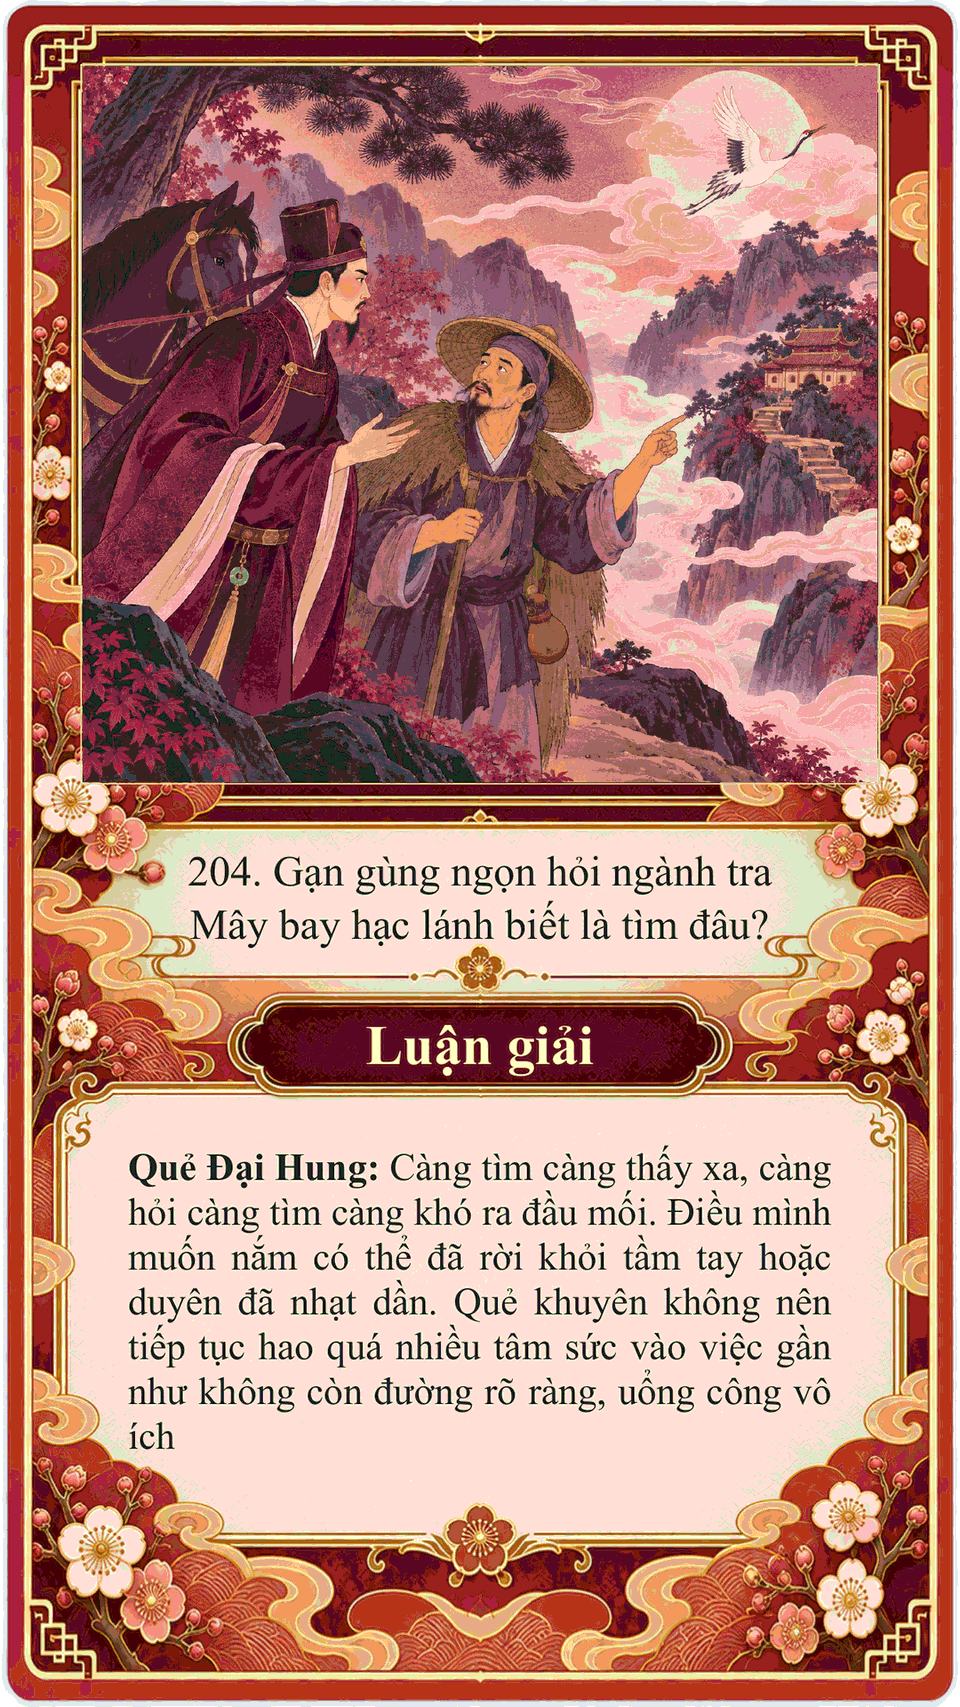 204. Gạn gùng ngọn hỏi ngành tra
Mây bay hạc lánh biết là tìm đâu?
Luận giải
Quẻ Đại Hung: Càng tìm càng thấy xa, càng
hỏi càng tìm càng khó ra đầu mối. Điều mình
muốn nắm có thể đã rời khỏi tầm tay hoặc
duyên đã nhạt dần. Quẻ khuyên không nên
tiếp tục hao quá nhiều tâm sức vào việc gần
như không còn đường rõ ràng, uổng công vô
ích